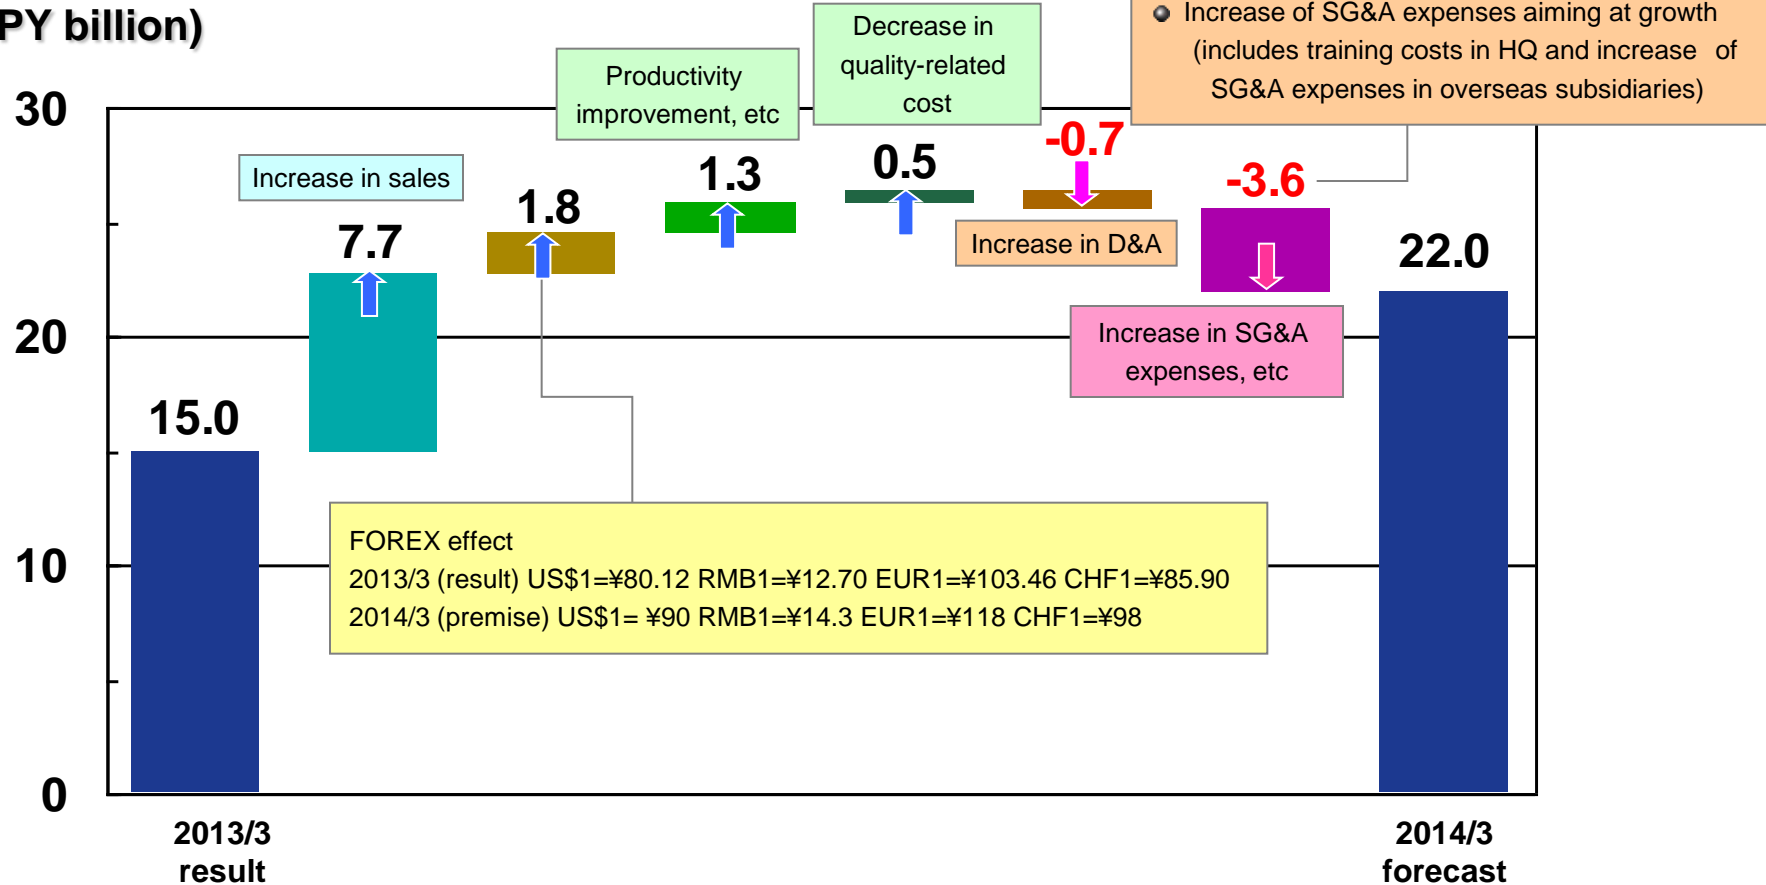 PY billion)
Increase of SG&A expenses aiming at growth
(includes training costs in HQ and increase of
SG&A expenses in overseas subsidiaries)
Decrease in
quality-related
cost
Productivity
improvement, etc
30
-0.7
0.5
1.3
-3.6
Increase in sales
1.8
7.7
Increase in D&A
22.0
20
Increase in SG&A
expenses, etc
15.0
FOREX effect
2013/3 (result) US$1=¥80.12 RMB1=¥12.70 EUR1=¥103.46 CHF1=¥85.90
2014/3 (premise) US$1= ¥90 RMB1=¥14.3 EUR1=¥118 CHF1=¥98
10
0
2013/3
result
2014/3
forecast